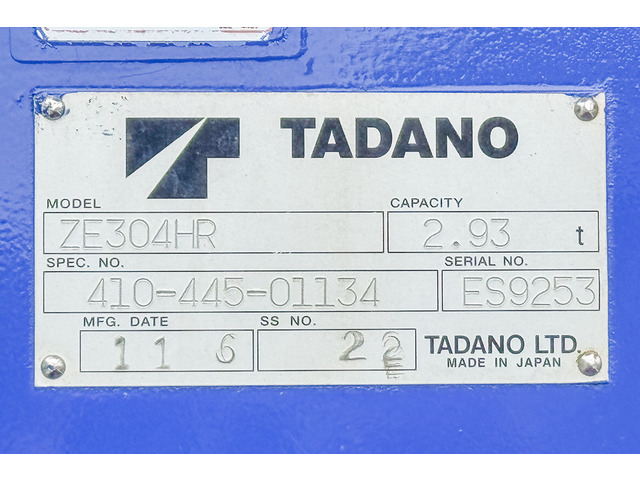 TADANO
MODEL
CAPACITY
ZE304HR
2.93 t
SPEC. NO.
SERIAL NO.
410-445-01134
ES9253
MFG. DATE
SS NO.
11 6
22
TADANO LTD.
MADE IN JAPAN